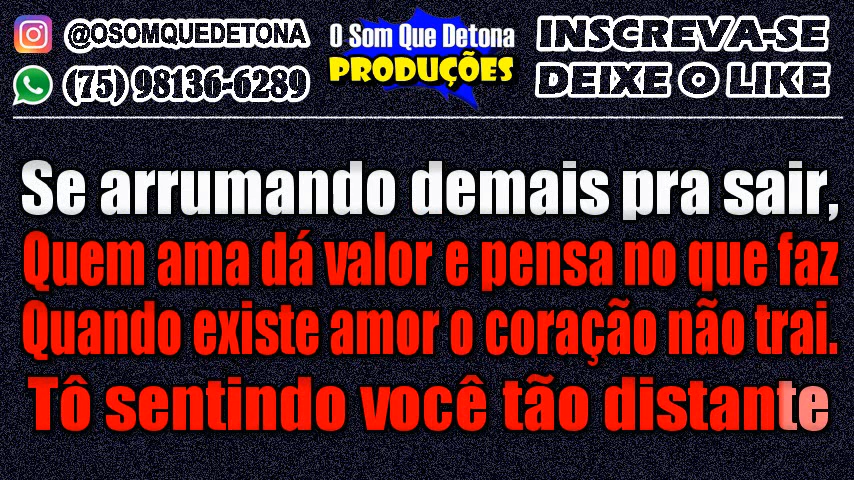 @OSOMQUEDETONA
(75) 98136-6289
O Som Que Detona
PRODUÇÕES
INSCREVA-SE
DEIXE O LIKE
Se arrumando demais pra sair,
Quem ama dá valor e pensa no que faz
Quando existe amor o coração não trai.
Tô sentindo você tão distante